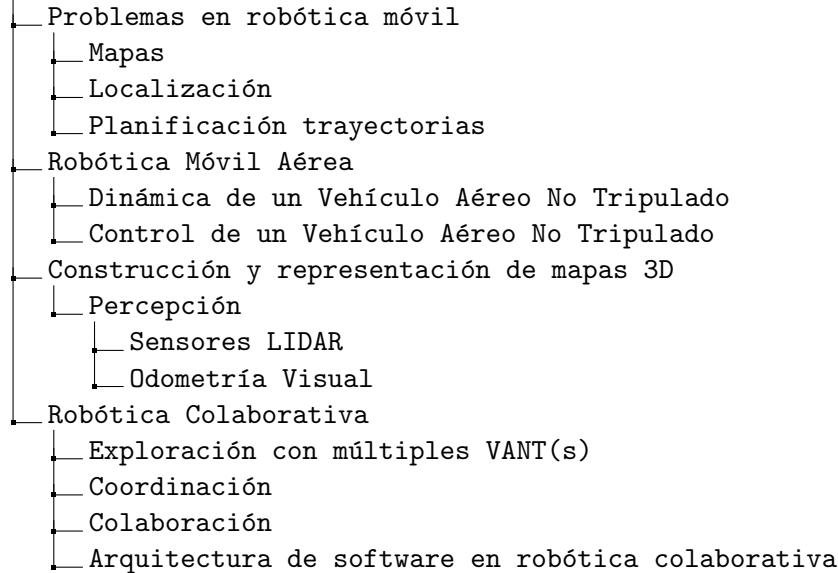 Problemas en robótica móvil
Mapas
Localización
Planificación trayectorias
Robótica Móvil Aérea
Dinámica de un Vehículo Aéreo No Tripulado
Control de un Vehículo Aéreo No Tripulado
Construcción y representación de mapas 3D
Percepción
Sensores LIDAR
Odometría Visual
Robótica Colaborativa
Exploración con múltiples VANT(s)
Coordinación
Colaboración
Arquitectura de software en robótica colaborativa